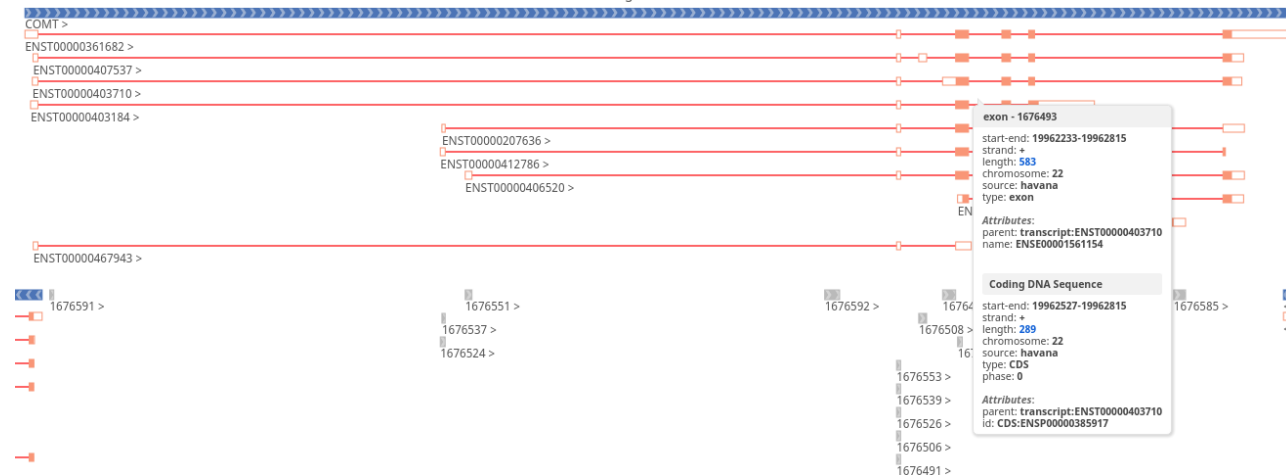 COMT >
ENST00000361682 >
ENST00000407537 >
ENST00000403710 >
ENST00000403184 >
ENST00000207636 >
ENST00000412786 >
ENST00000406520 >
EN
ENST00000467943 >
exon - 1676493
start-end: 19962233-19962815
strand: +
length: 583
chromosome: 22
source: havana
type: exon
Attributes:
parent: transcript:ENST00000403710
name: ENSE00001561154
Coding DNA Sequence
start-end: 19962527-19962815
strand: +
length: 289
chromosome: 22
source: havana
type: CDS
phase: 0
Attributes:
parent: transcript:ENST00000403710
id: CDS:ENSP00000385917
1676591 >
1676551 >
1676592 >
16764
1676585 >
1676537 >
1676508 >
1676524 >
16
1676553 >
1676539 >
1676526 >
1676506 >
1676491 >